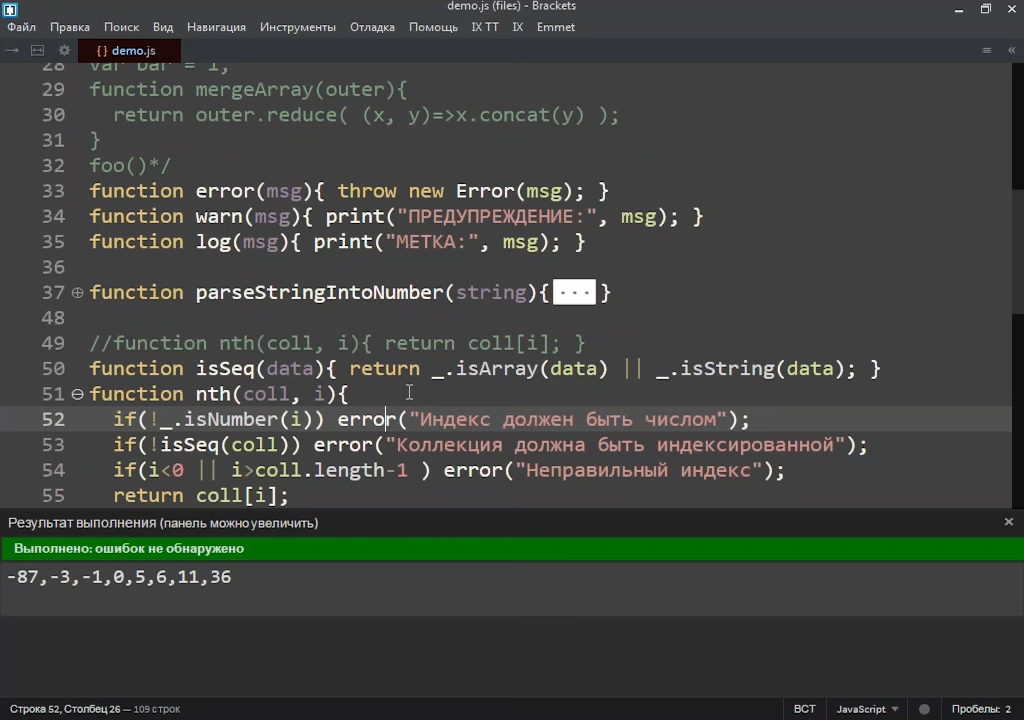 demo.js (files) - Brackets
Файл Правка Поиск Вид Навигация Инструменты Отладка Помощь IX TT IX Emmet
{} demo.js
28 var bar = 1;
29 function mergeArray(outer){
30 return outer.reduce( (x, y)=>x.concat(y) );
31 }
32 foo()*/
33 function error(msg){ throw new Error(msg); }
34 function warn(msg){ print("ПРЕДУПРЕЖДЕНИЕ:", msg); }
35 function log(msg){ print("МЕТКА:", msg); }
36
37 function parseStringIntoNumber(string){...}
48
49 //function nth(coll, i){ return coll[i]; }
50 function isSeq(data){ return _.isArray(data) || _.isString(data); }
51 function nth(coll, i){
52 if(!_.isNumber(i)) error("Индекс должен быть числом");
53 if(!isSeq(coll)) error("Коллекция должна быть индексированной");
54 if(i<0 || i>coll.length-1 ) error("Неправильный индекс");
55 return coll[i];
Результат выполнения (панель можно увеличить)
Выполнено: ошибок не обнаружено
-87,-3,-1,0,5,6,11,36
Строка 52, Столбец 26 — 109 строк ВСТ JavaScript Пробелы: 2